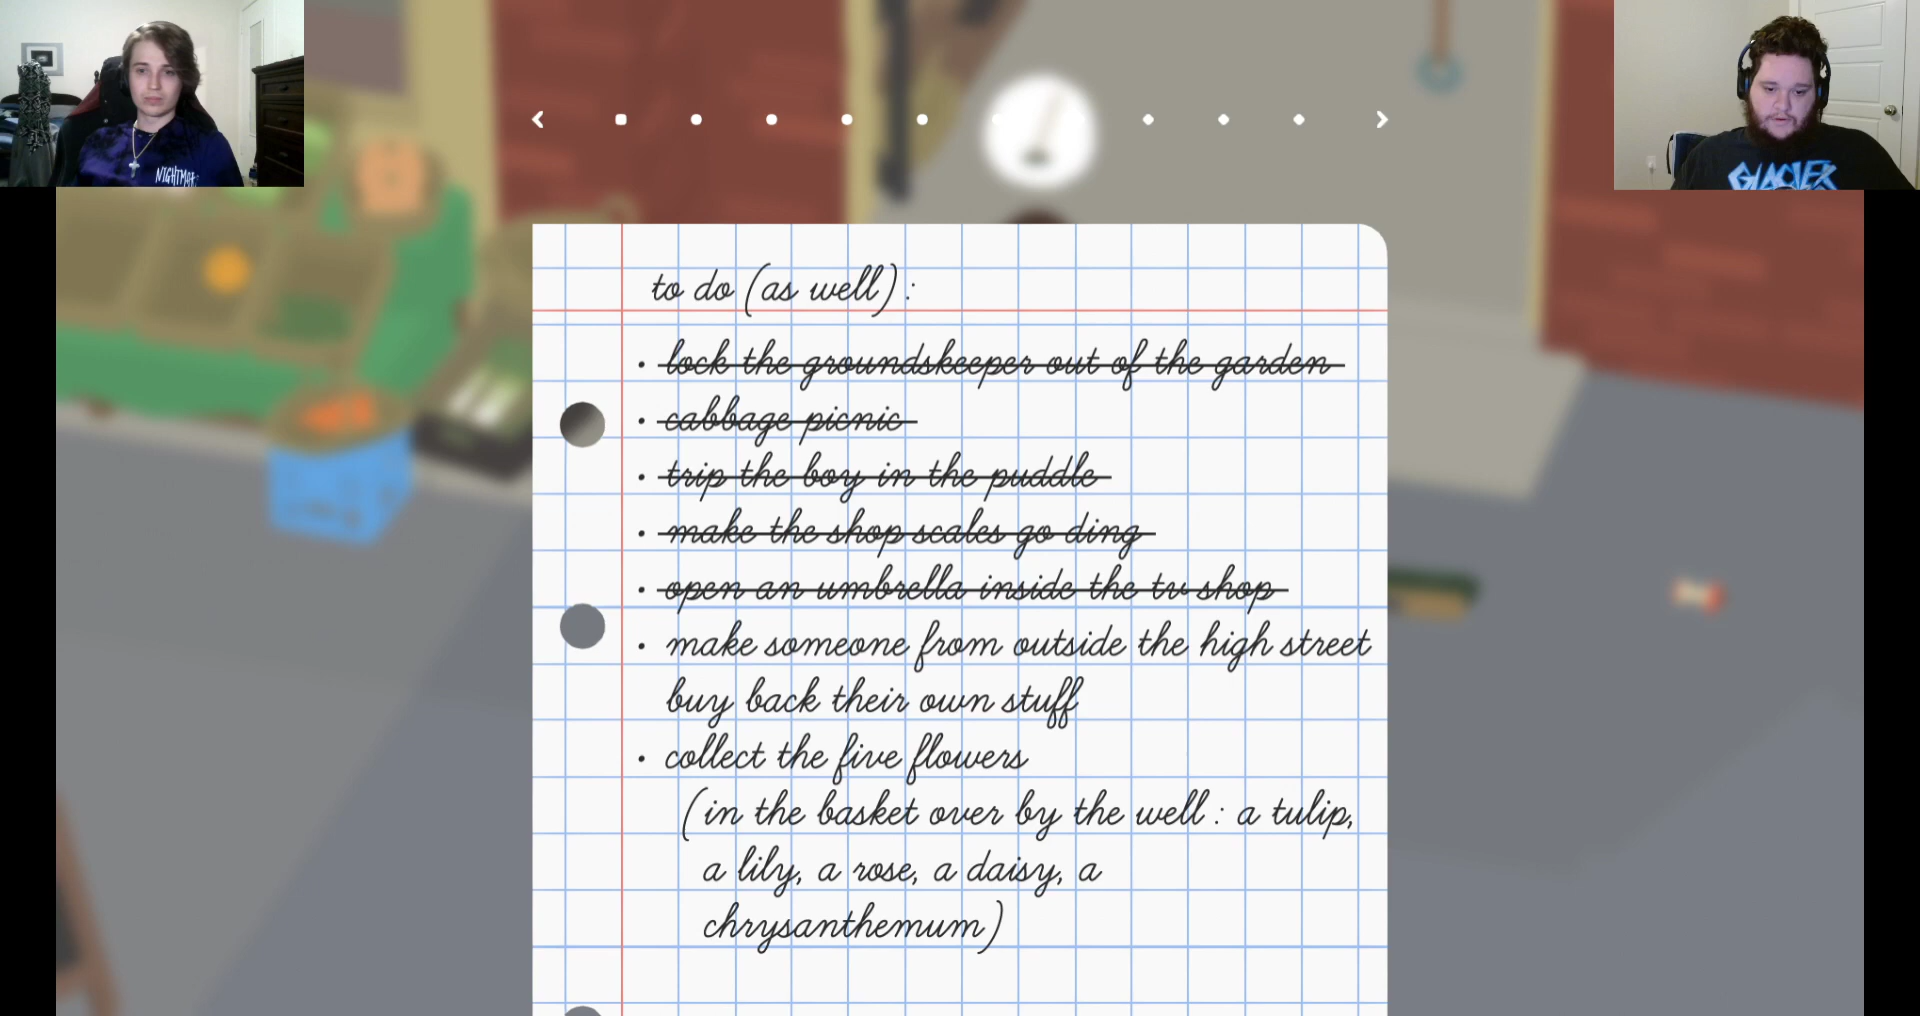 NIGHTMA
GLACIER
to do (as well) :
• lock the groundskeeper out of the garden
• cabbage picnic
• trip the boy in the puddle
• make the shop scales go ding
• open an umbrella inside the tv shop
• make someone from outside the high street
buy back their own stuff
• collect the five flowers
(in the basket over by the well : a tulip,
a lily, a rose, a daisy, a
chrysanthemum)